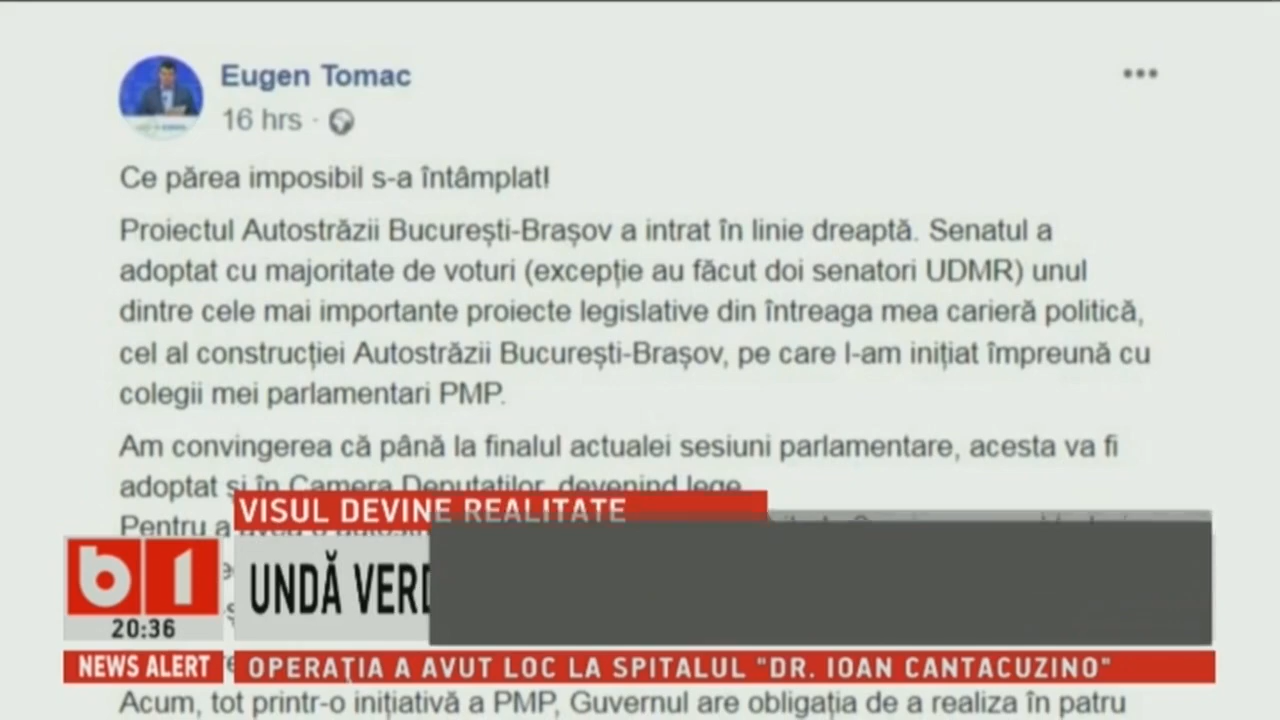 Eugen Tomac
16 hrs ·
Ce părea imposibil s-a întâmplat!
Proiectul Autostrăzii București-Brașov a intrat în linie dreaptă. Senatul a
adoptat cu majoritate de voturi (excepție au făcut doi senatori UDMR) unul
dintre cele mai importante proiecte legislative din întreaga mea carieră politică,
cel al construcției Autostrăzii București-Brașov, pe care l-am inițiat împreună cu
colegii mei parlamentari PMP.
Am convingerea că până la finalul actualei sesiuni parlamentare, acesta va fi
adoptat și în Camera Deputaților, devenind lege.
Pentru a
VISUL DEVINE REALITATE
UNDĂ
b1
20:36
NEWS ALERT
OPERAȚIA A AVUT LOC LA SPITALUL "DR. IOAN CANTACUZINO"
Acum, tot printr-o inițiativă a PMP, Guvernul are obligația de a realiza în patru